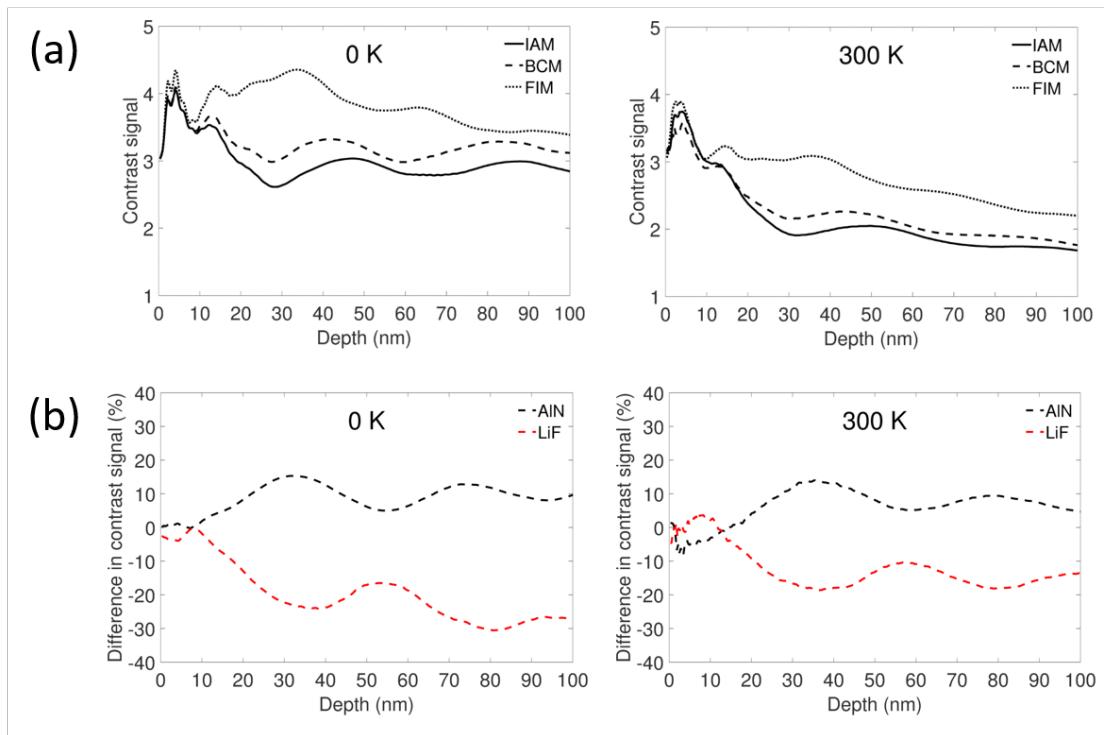 (a)
0 K
IAM
BCM
FIM
Contrast signal
5
4
3
2
1
0 10 20 30 40 50 60 70 80 90 100
Depth (nm)
300 K
IAM
BCM
FIM
Contrast signal
5
4
3
2
1
0 10 20 30 40 50 60 70 80 90 100
Depth (nm)
(b)
0 K
AlN
LiF
Difference in contrast signal (%)
40
30
20
10
0
-10
-20
-30
-40
0 10 20 30 40 50 60 70 80 90 100
Depth (nm)
300 K
AlN
LiF
Difference in contrast signal (%)
40
30
20
10
0
-10
-20
-30
-40
0 10 20 30 40 50 60 70 80 90 100
Depth (nm)